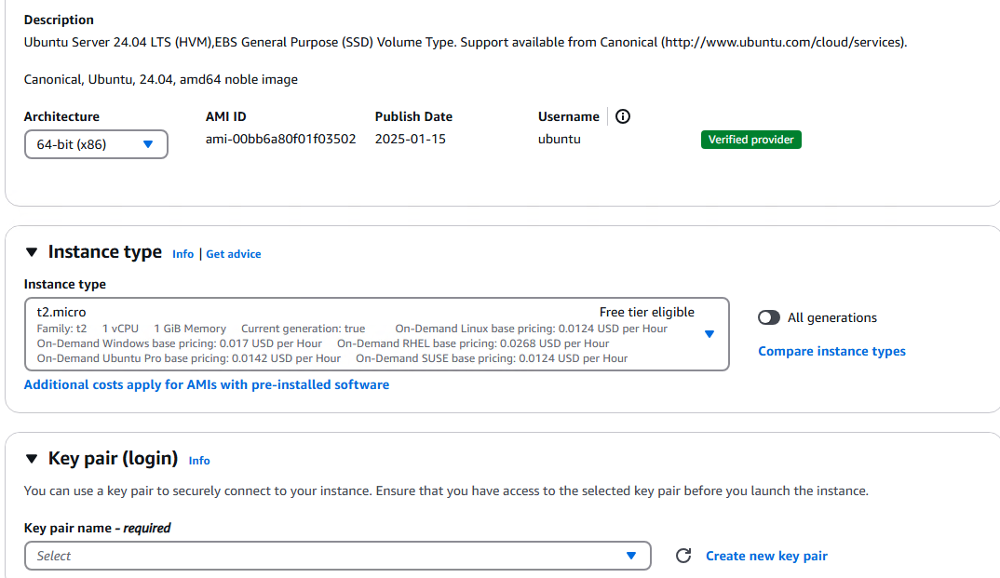 Description
Ubuntu Server 24.04 LTS (HVM),EBS General Purpose (SSD) Volume Type. Support available from Canonical (http://www.ubuntu.com/cloud/services).
Canonical, Ubuntu, 24.04, amd64 noble image
Architecture AMI ID Publish Date Username
64-bit (x86) ami-00bb6a80f01f03502 2025-01-15 ubuntu Verified provider
Instance type Info | Get advice
Instance type
t2.micro Free tier eligible
Family: t2 1 vCPU 1 GiB Memory Current generation: true On-Demand Linux base pricing: 0.0124 USD per Hour
On-Demand Windows base pricing: 0.017 USD per Hour On-Demand RHEL base pricing: 0.0268 USD per Hour
On-Demand Ubuntu Pro base pricing: 0.0142 USD per Hour On-Demand SUSE base pricing: 0.0124 USD per Hour
All generations
Compare instance types
Additional costs apply for AMIs with pre-installed software
Key pair (login) Info
You can use a key pair to securely connect to your instance. Ensure that you have access to the selected key pair before you launch the instance.
Key pair name - required
Select Create new key pair